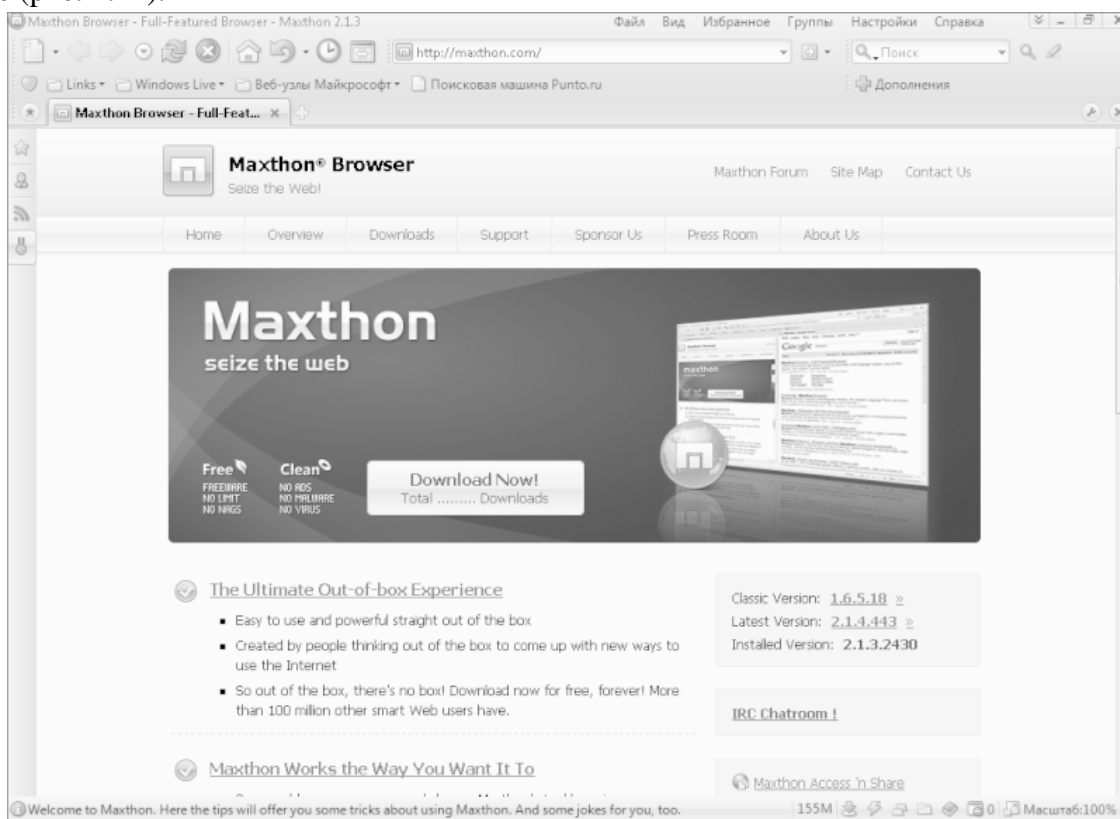 Maxthon Browser - Full-Featured Browser - Maxthon 2.1.3 Файл Вид Избранное Группы Настройки Справка
http://maxthon.com/ Поиск
Links Windows Live Веб-узлы Майкрософт Поисковая машина Punto.ru Дополнения
Maxthon Browser - Full-Feat...
Maxthon® Browser
Seize the Web!
Maxthon Forum Site Map Contact Us
Home Overview Downloads Support Sponsor Us Press Room About Us
Maxthon
seize the web
Free
FREEWARE
NO LIMIT
NO NAGS
Clean
NO ADS
NO MALWARE
NO VIRUS
Download Now!
Total ......... Downloads
maxthon
Google
The Ultimate Out-of-box Experience
Easy to use and powerful straight out of the box
Created by people thinking out of the box to come up with new ways to
use the Internet
So out of the box, there's no box! Download now for free, forever! More
than 100 milion other smart Web users have.
Maxthon Works the Way You Want It To
Classic Version: 1.6.5.18 »
Latest Version: 2.1.4.443 »
Installed Version: 2.1.3.2430
IRC Chatroom !
Maxthon Access 'n Share
Welcome to Maxthon. Here the tips will offer you some tricks about using Maxthon. And some jokes for you, too. 155M 0 Масштаб:100%